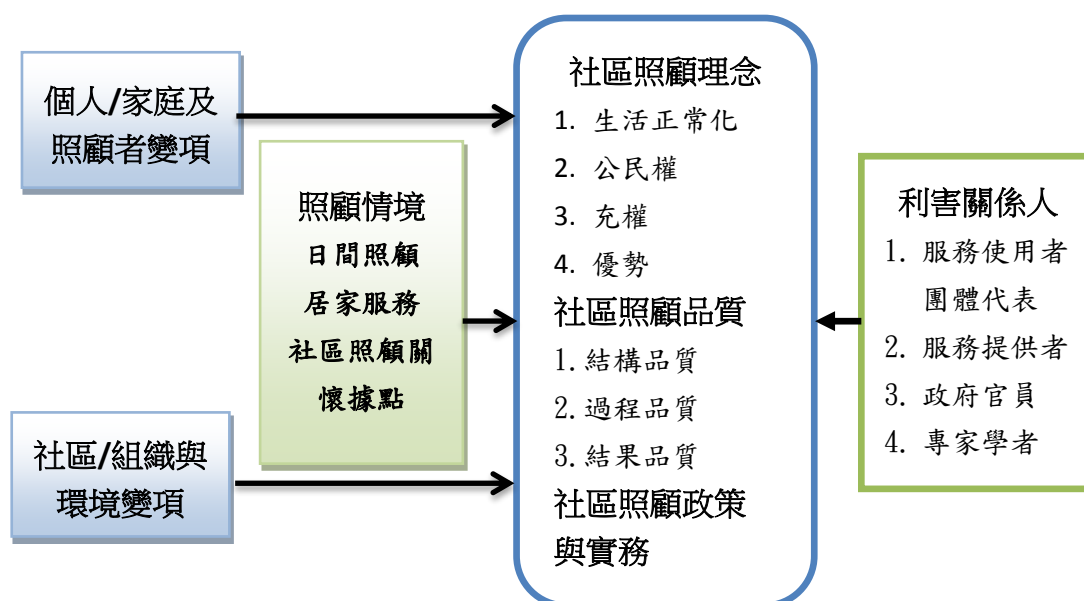 個人/家庭及
照顧者變項
社區/組織與
環境變項
照顧情境
日間照顧
居家服務
社區照顧關
懷據點
社區照顧理念
1. 生活正常化
2. 公民權
3. 充權
4. 優勢
社區照顧品質
1.結構品質
2.過程品質
3.結果品質
社區照顧政策
與實務
利害關係人
1. 服務使用者
團體代表
2. 服務提供者
3. 政府官員
4. 專家學者